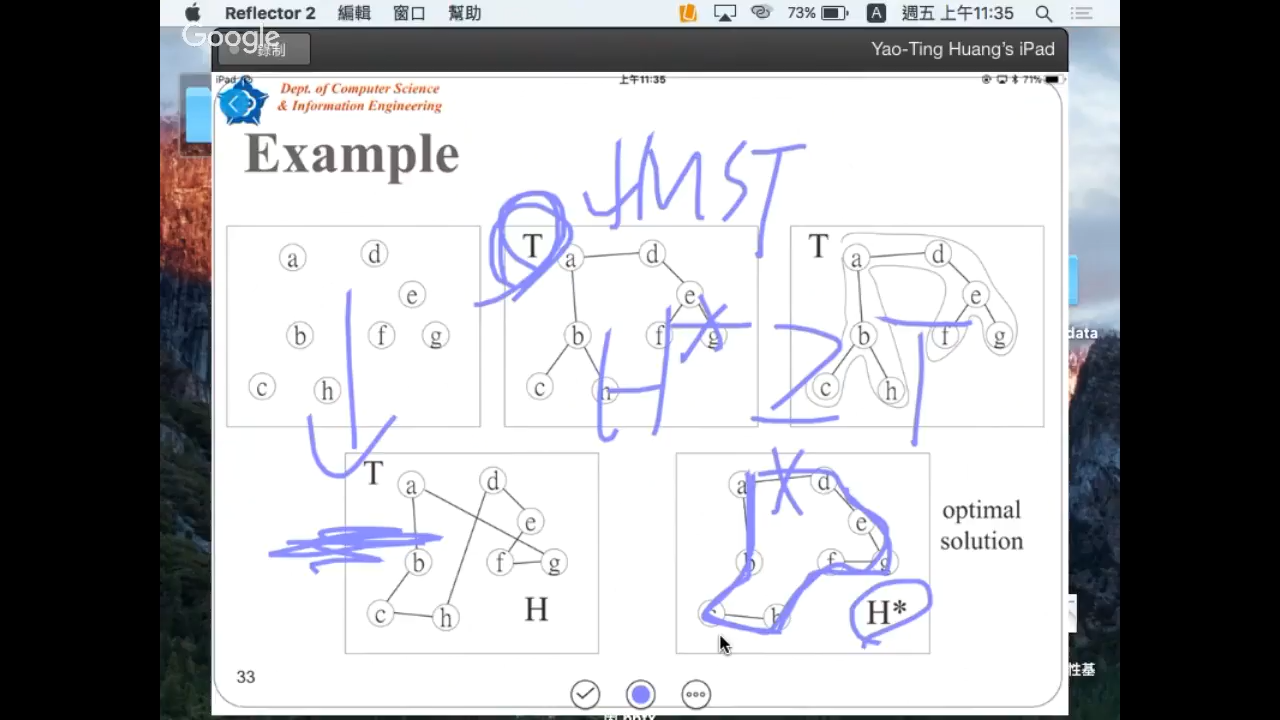 Reflector 2 編輯 窗口 幫助 73% A 週五 上午11:35
Google
錄制 Yao-Ting Huang's iPad
iPad 上午11:35 71%
Dept. of Computer Science
& Information Engineering
Example
MST
a d e b f g c h
T a d e b f g c h
T a d e b f g c h
H* ≥ T
T a d e b f g c h H
a d e b f g h H*
optimal
solution
data
性基
33